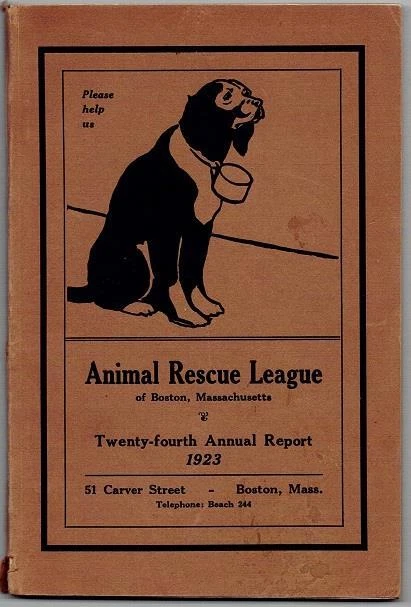 Please
help
us
Animal Rescue League
of Boston, Massachusetts
Twenty-fourth Annual Report
1923
51 Carver Street - Boston, Mass.
Telephone: Beach 244